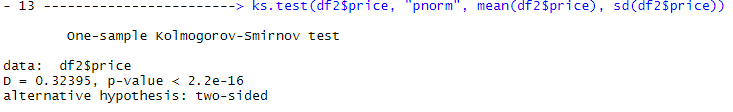 - 13 ------------------------> ks.test(df2$price, "pnorm", mean(df2$price), sd(df2$price))
One-sample Kolmogorov-Smirnov test
data: df2$price
D = 0.32395, p-value < 2.2e-16
alternative hypothesis: two-sided